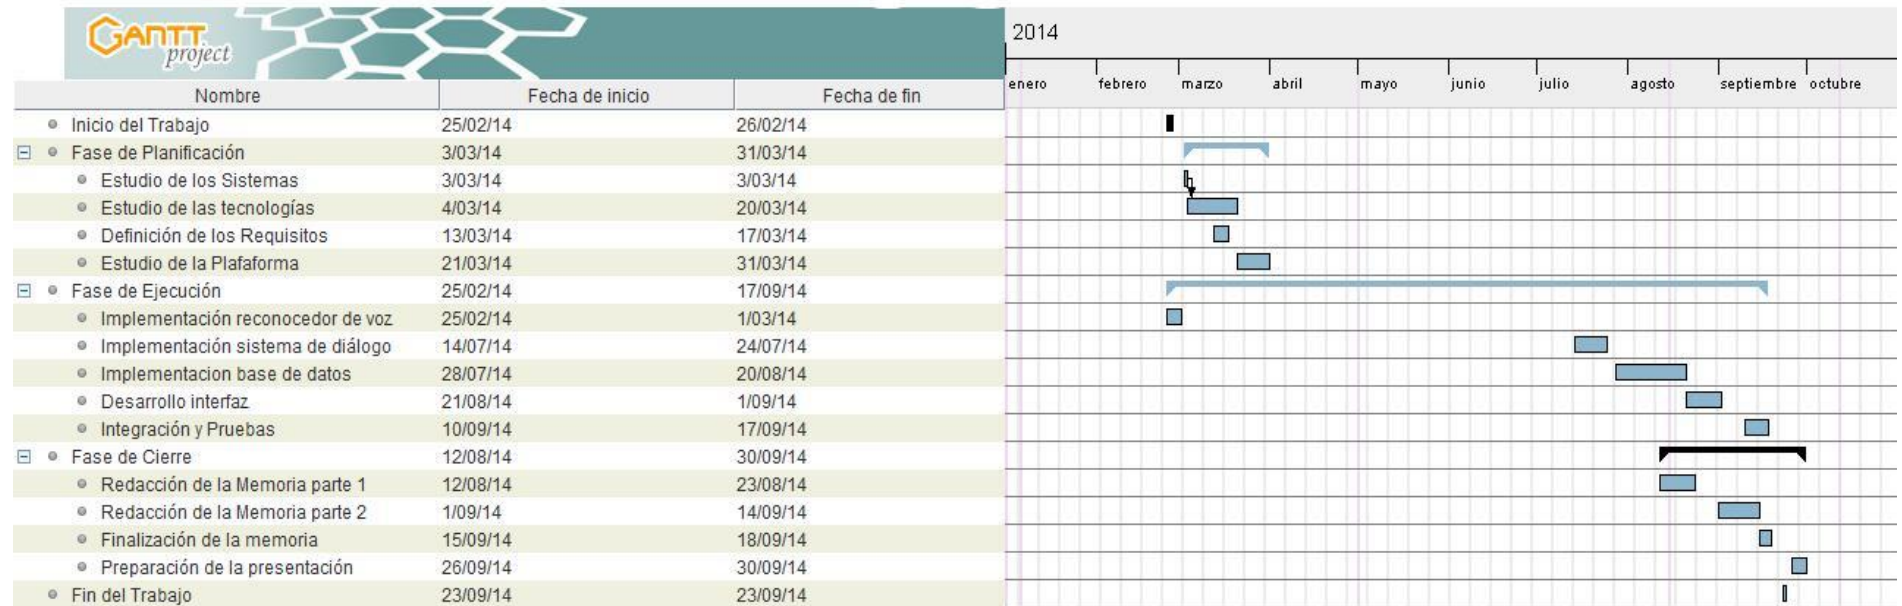 GANTT
project
2014
enero febrero marzo abril mayo junio julio agosto septiembre octubre
Nombre Fecha de inicio Fecha de fin
Inicio del Trabajo 25/02/14 26/02/14
Fase de Planificación 3/03/14 31/03/14
Estudio de los Sistemas 3/03/14 3/03/14
Estudio de las tecnologías 4/03/14 20/03/14
Definición de los Requisitos 13/03/14 17/03/14
Estudio de la Plafaforma 21/03/14 31/03/14
Fase de Ejecución 25/02/14 17/09/14
Implementación reconocedor de voz 25/02/14 1/03/14
Implementación sistema de diálogo 14/07/14 24/07/14
Implementacion base de datos 28/07/14 20/08/14
Desarrollo interfaz 21/08/14 1/09/14
Integración y Pruebas 10/09/14 17/09/14
Fase de Cierre 12/08/14 30/09/14
Redacción de la Memoria parte 1 12/08/14 23/08/14
Redacción de la Memoria parte 2 1/09/14 14/09/14
Finalización de la memoria 15/09/14 18/09/14
Preparación de la presentación 26/09/14 30/09/14
Fin del Trabajo 23/09/14 23/09/14